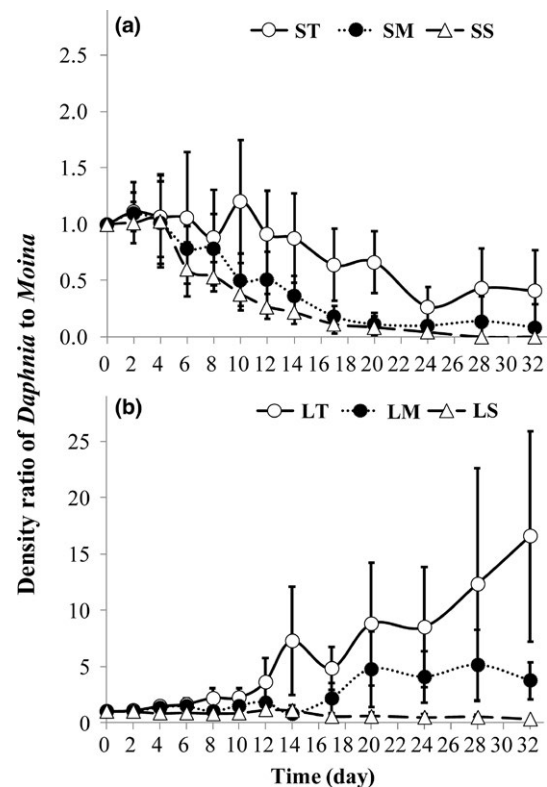 (a)
ST SM SS
2.5
2.0
1.5
1.0
0.5
0.0
0 2 4 6 8 10 12 14 16 18 20 22 24 26 28 30 32
Density ratio of Daphnia to Moina
(b)
LT LM LS
25
20
15
10
5
0
0 2 4 6 8 10 12 14 16 18 20 22 24 26 28 30 32
Time (day)